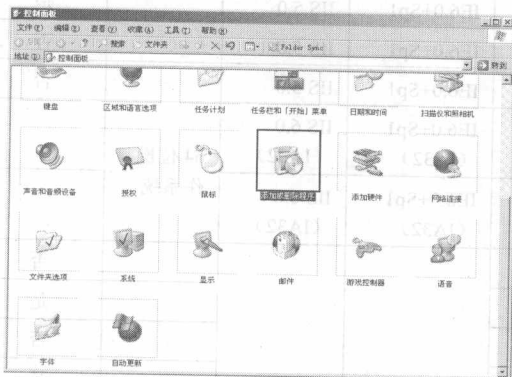 控制面板
文件(F) 编辑(E) 查看(V) 收藏(A) 工具(T) 帮助(H)
搜索 文件夹 Folder Sync
地址(D) 控制面板 转到
键盘 区域和语言选项 任务计划 任务栏和「开始」菜单 日期和时间 扫描仪和照相机
声音和音频设备 授权 鼠标 添加或删除程序 添加硬件 网络连接
文件夹选项 系统 显示 邮件 游戏控制器 语音
字体 自动更新